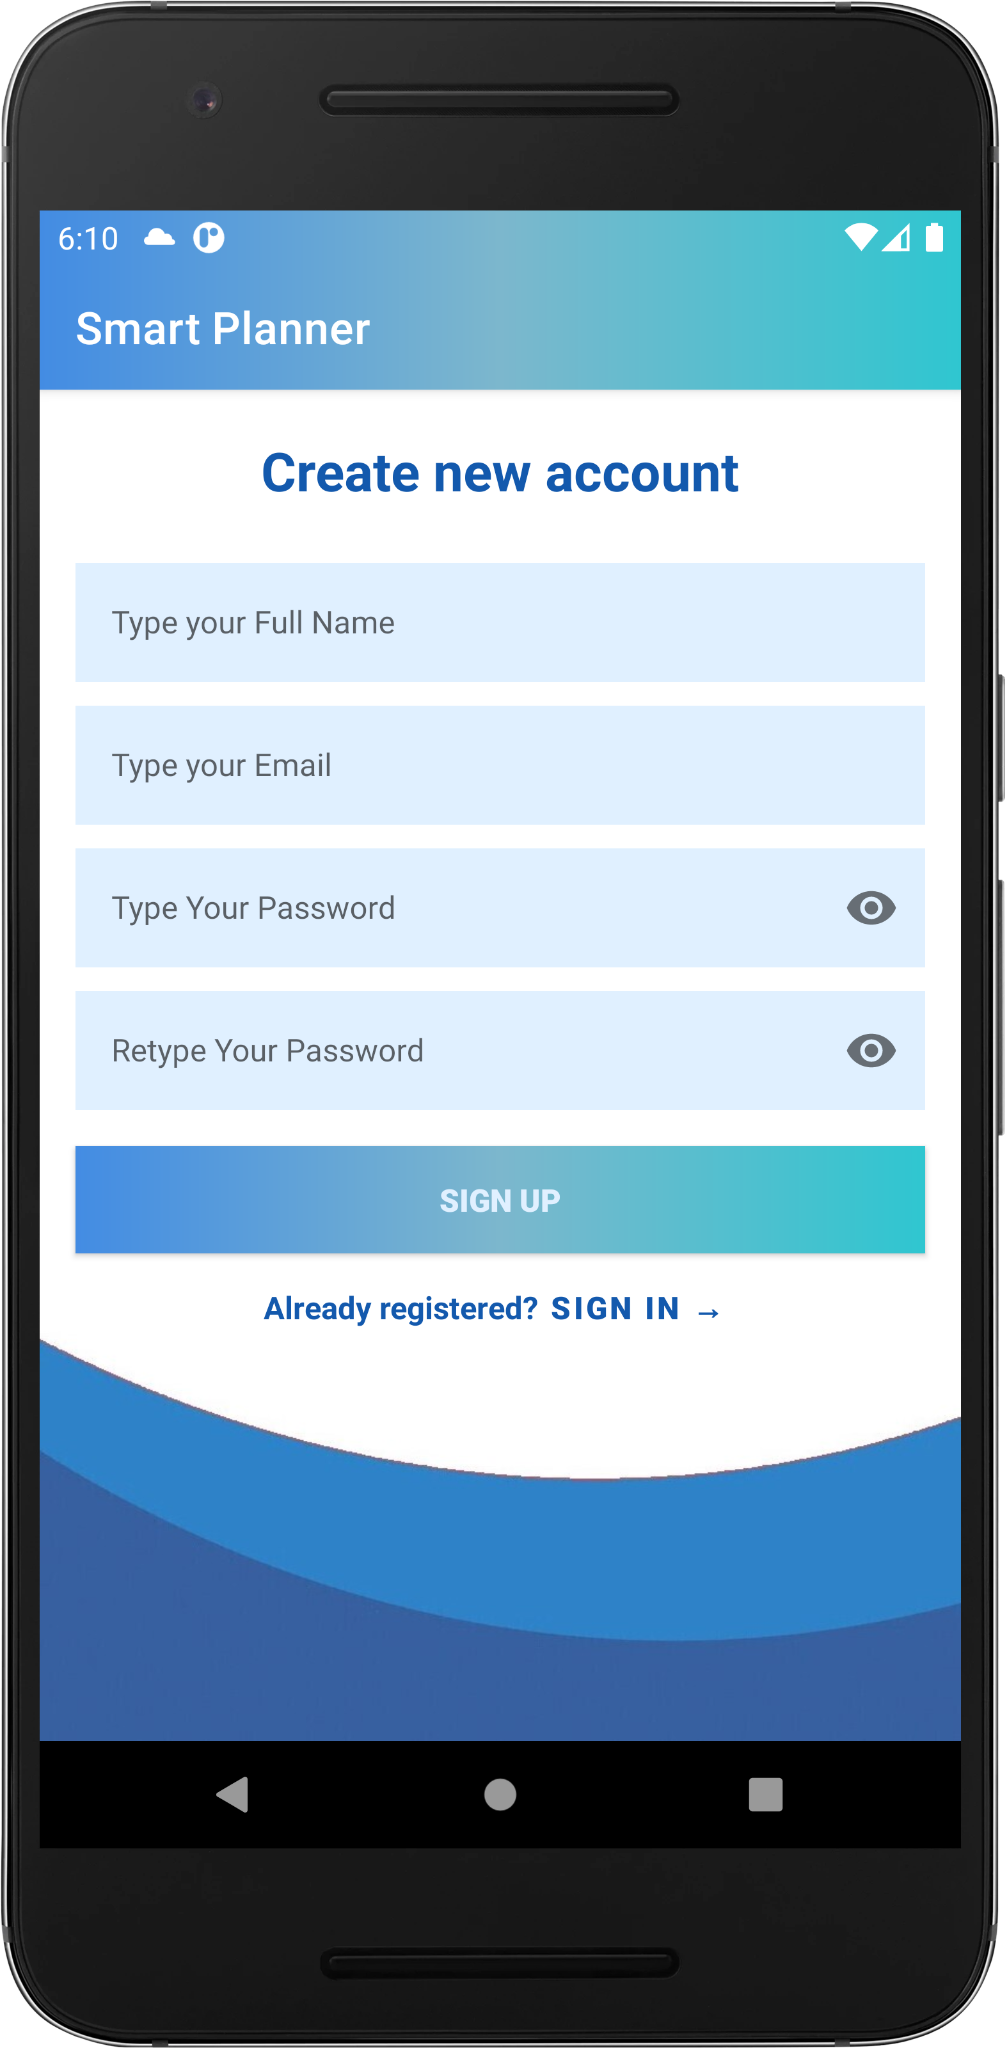 6:10
Smart Planner
Create new account
Type your Full Name
Type your Email
Type Your Password
Retype Your Password
SIGN UP
Already registered? SIGN IN →